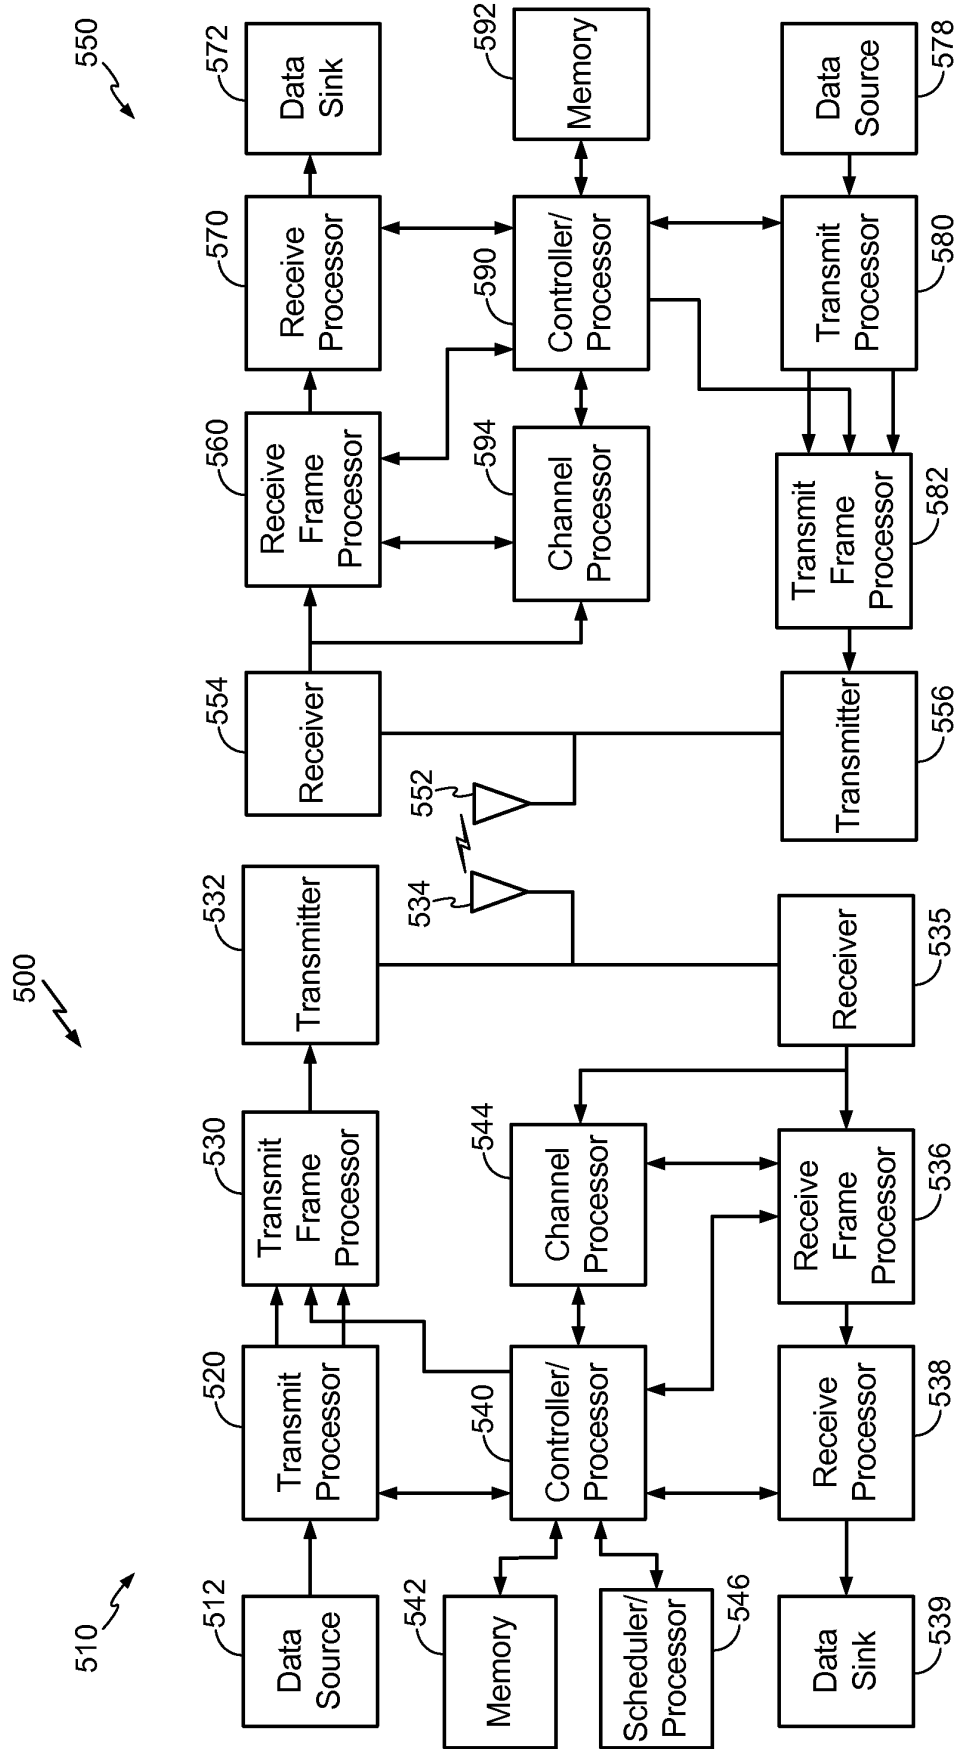 500
510
550
512
Data
Source
520
Transmit
Processor
530
Transmit
Frame
Processor
532
Transmitter
554
Receiver
560
Receive
Frame
Processor
570
Receive
Processor
572
Data
Sink
542
Memory
540
Controller/
Processor
544
Channel
Processor
534
552
594
Channel
Processor
590
Controller/
Processor
592
Memory
Scheduler/
Processor
546
Data
Sink
539
Receive
Processor
538
Receive
Frame
Processor
536
Receiver
535
Transmitter
556
Transmit
Frame
Processor
582
Transmit
Processor
580
Data
Source
578